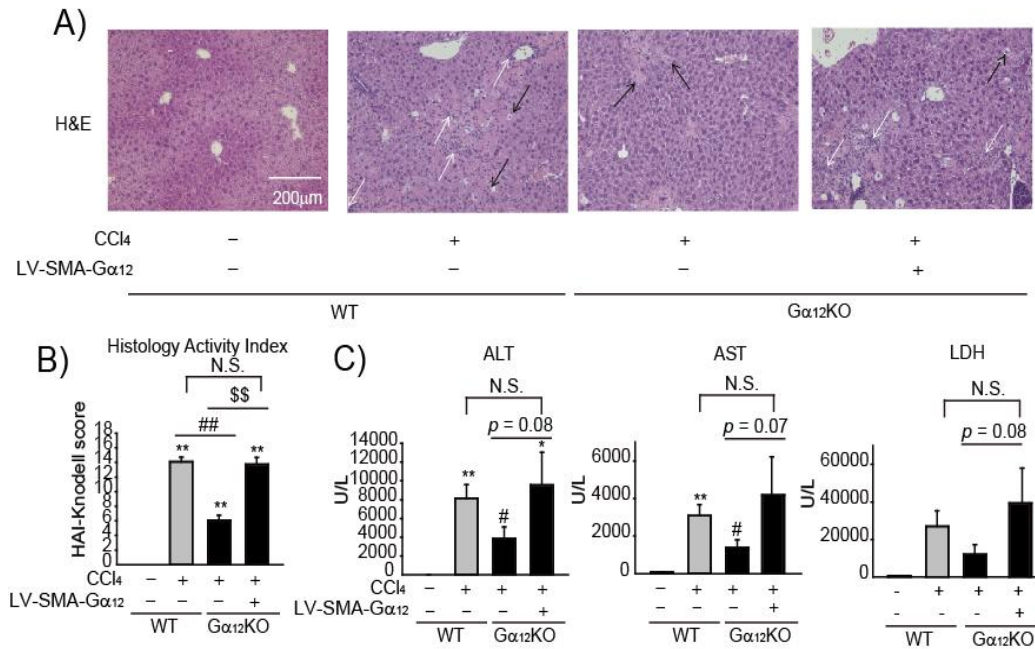 A)
H&E
200μm
CCl4 – + + +
LV-SMA-Gα12 – – – +
WT Gα12KO
B)
Histology Activity Index
N.S.
$$
##
** ** **
HAI-Knodell score
18
16
14
12
10
8
6
4
2
0
CCl4 – + + +
LV-SMA-Gα12 +
WT Gα12KO
C)
ALT
N.S.
p = 0.08
** # *
U/L
14000
12000
10000
8000
6000
4000
2000
0
CCl4 – + + +
LV-SMA-Gα12 +
WT Gα12KO
AST
N.S.
p = 0.07
** #
U/L
6000
4000
2000
0
- + + +
+
WT Gα12KO
LDH
N.S.
p = 0.08
U/L
60000
40000
20000
0
- + + +
+
WT Gα12KO